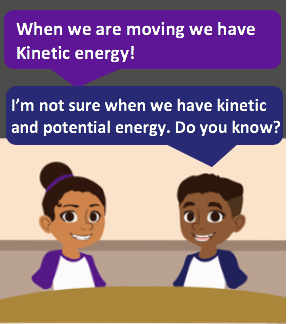 When we are moving we have
Kinetic energy!
I'm not sure when we have kinetic
and potential energy. Do you know?